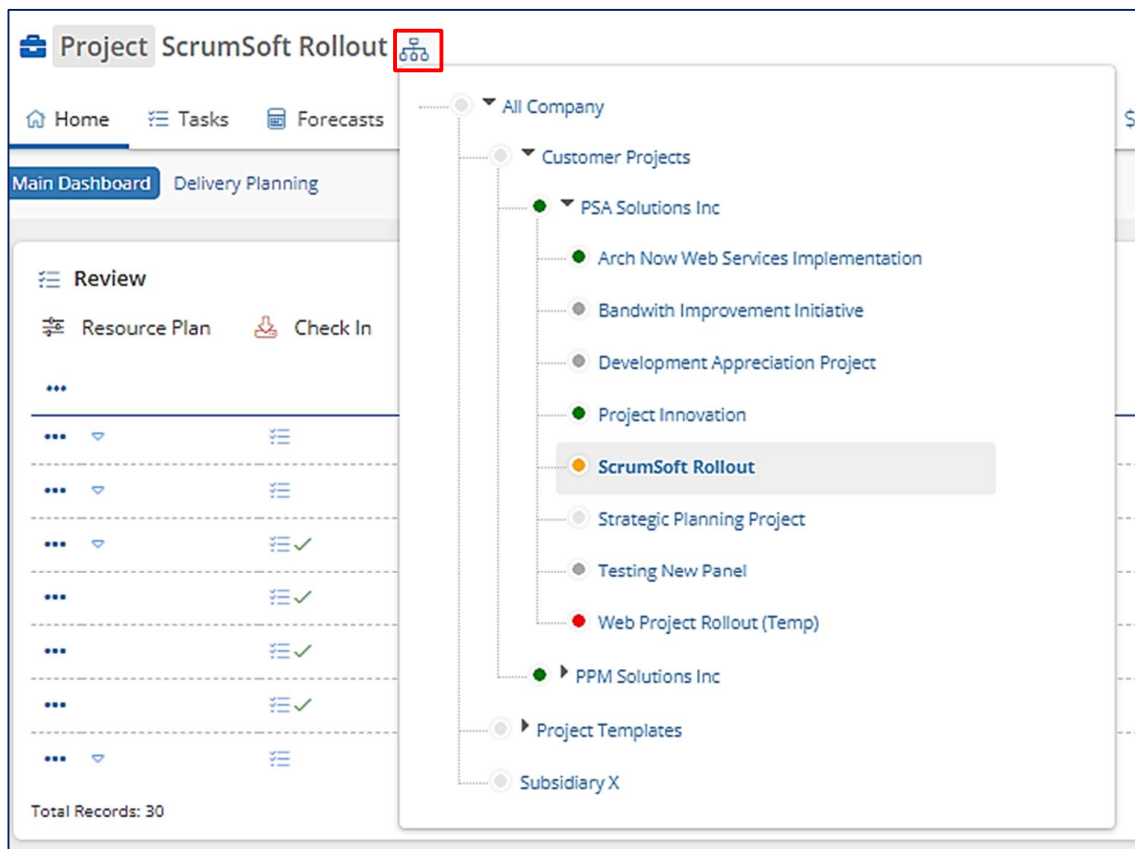 Project ScrumSoft Rollout
Home Tasks Forecasts $
Main Dashboard Delivery Planning
Review
Resource Plan Check In
Total Records: 30
All Company
Customer Projects
PSA Solutions Inc
Arch Now Web Services Implementation
Bandwith Improvement Initiative
Development Appreciation Project
Project Innovation
ScrumSoft Rollout
Strategic Planning Project
Testing New Panel
Web Project Rollout (Temp)
PPM Solutions Inc
Project Templates
Subsidiary X